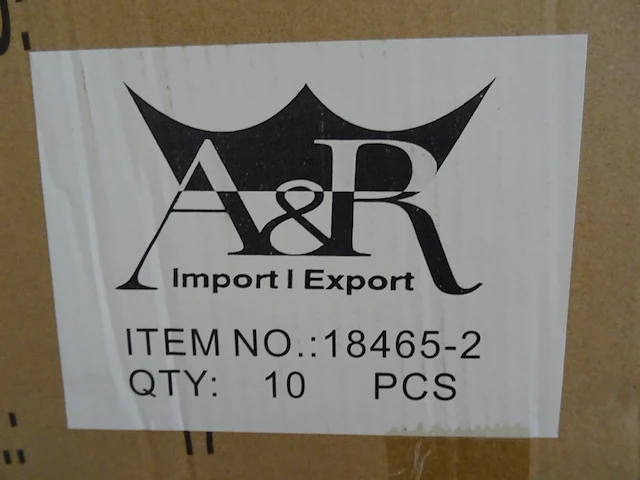 A&R
Import | Export
ITEM NO.:18465-2
QTY: 10 PCS